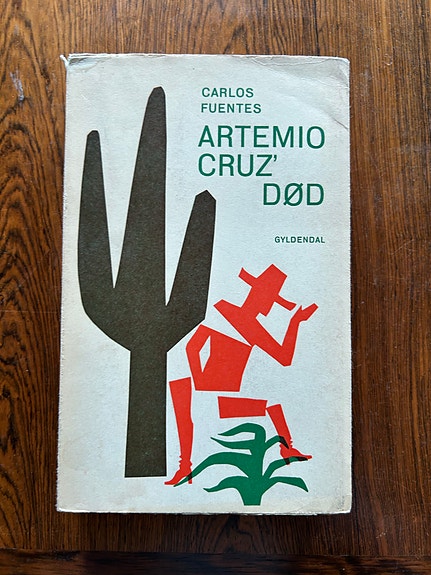 CARLOS
FUENTES
ARTEMIO
CRUZ'
DØD
GYLDENDAL